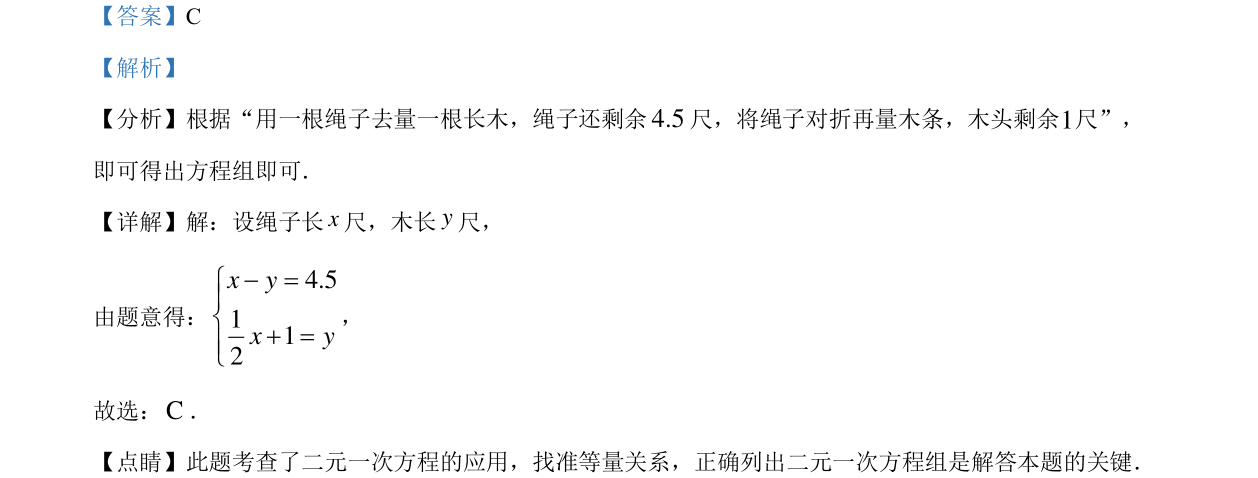 【答案】C
【解析】
【分析】根据“用一根绳子去量一根长木，绳子还剩余4.5尺，将绳子对折再量木条，木头剩余1尺”，
即可得出方程组即可．
【详解】解：设绳子长 x 尺，木长 y 尺，
由题意得：{x − y = 4.5
1/2 x + 1 = y，
故选：C．
【点睛】此题考查了二元一次方程的应用，找准等量关系，正确列出二元一次方程组是解答本题的关键．